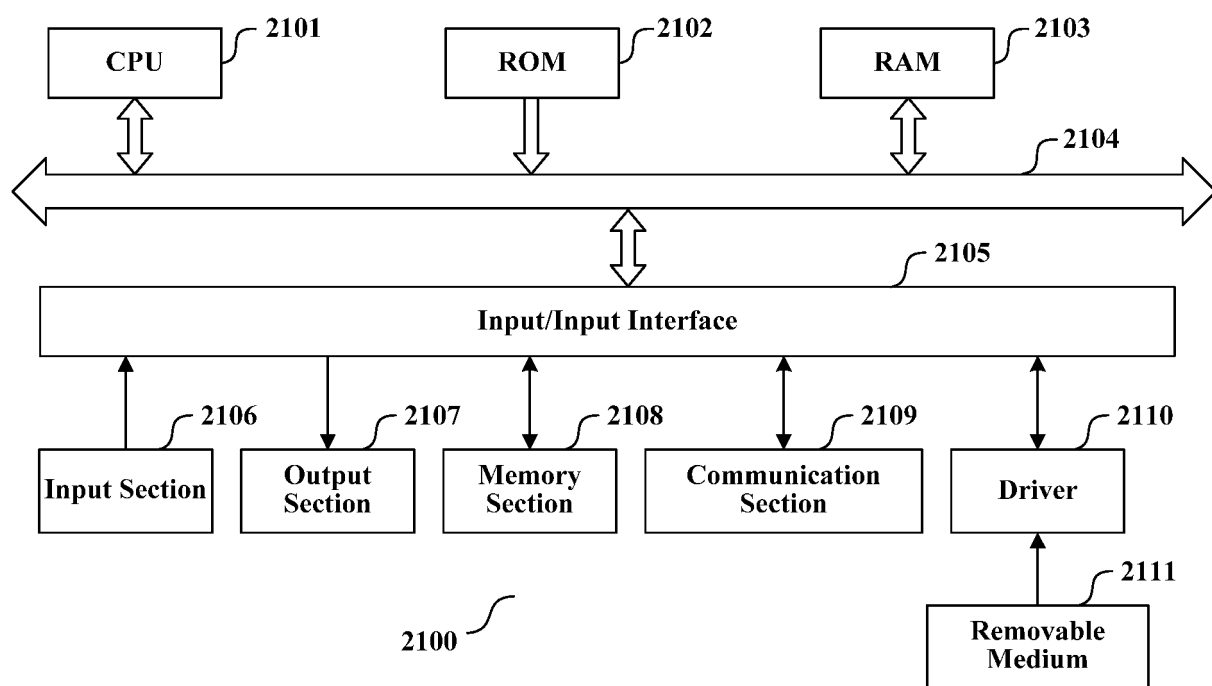 2101
2102
2103
CPU
ROM
RAM
2104
2105
Input/Input Interface
2106
2107
2108
2109
2110
Input Section
Output
Section
Memory
Section
Communication
Section
Driver
2111
2100
Removable
Medium